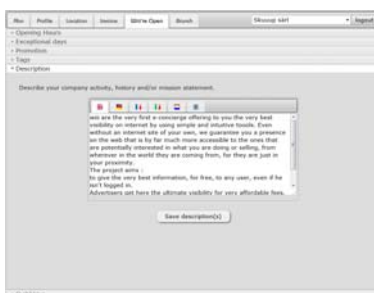 Profile Location Invoice We're Open Branch Skuuup sàrl logout
Opening Hours
Exceptional days
Promotion
Tags
Description
Describe your company activity, history and/or mission statement.
are the very first e-concierge offering to you the very best
visibility on internet by using simple and intuitive touols. Even
without an internet site of your own, we guarantee you a presence
on the web that is by far much more accessible to the ones that
are potentially interested in what you are doing or selling, from
wherever in the world they are coming from, for they are just in
your proximity.
The project aims :
to give the very best information, for free, to any user, even if he
isn't logged in.
Advertisers get here the ultimate visibility for very affordable fees.
Save description(s)